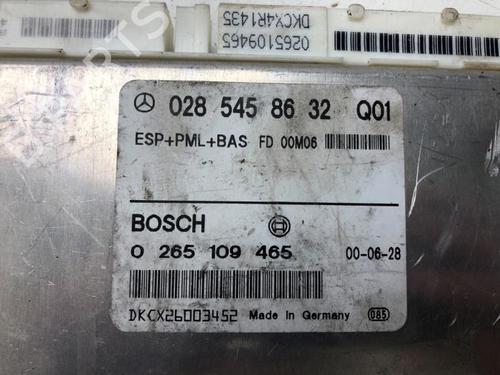 0265109465
DKCX4R1435
028 545 86 32 Q01
ESP+PML+BAS FD 00M06
BOSCH
0 265 109 465 00-06-28
DKCX26003452 Made in Germany 085